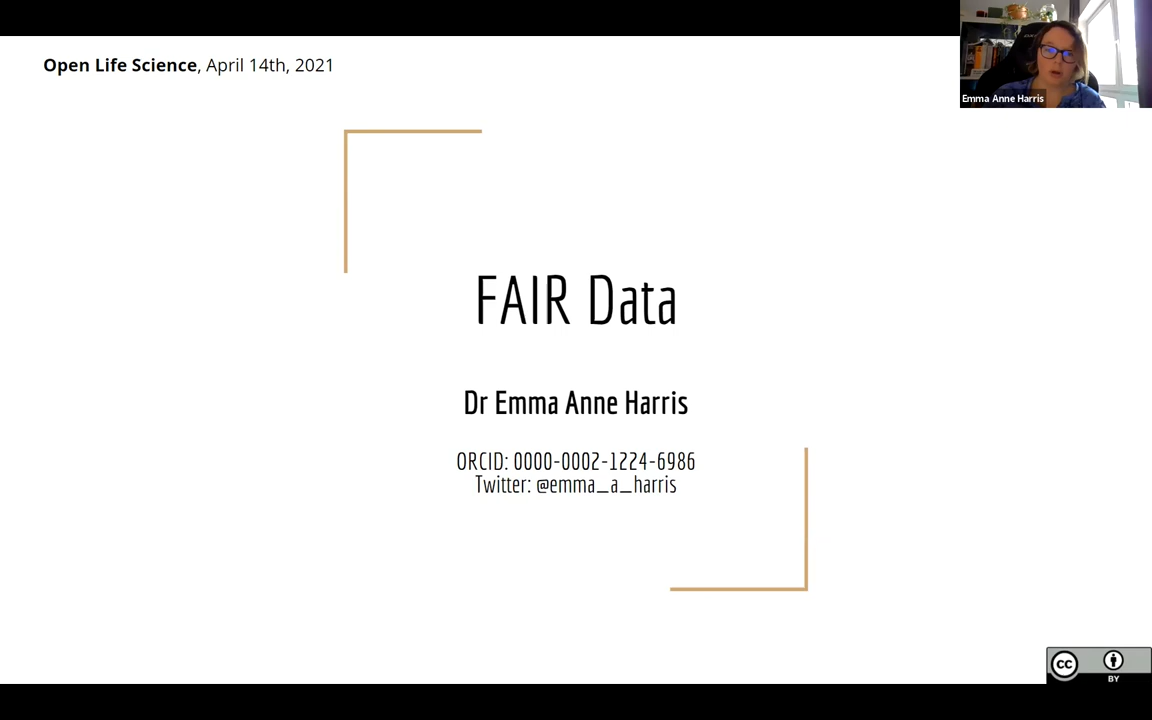 Open Life Science, April 14th, 2021
Emma Anne Harris
FAIR Data
Dr Emma Anne Harris
ORCID: 0000-0002-1224-6986
Twitter: @emma_a_harris
cc
BY